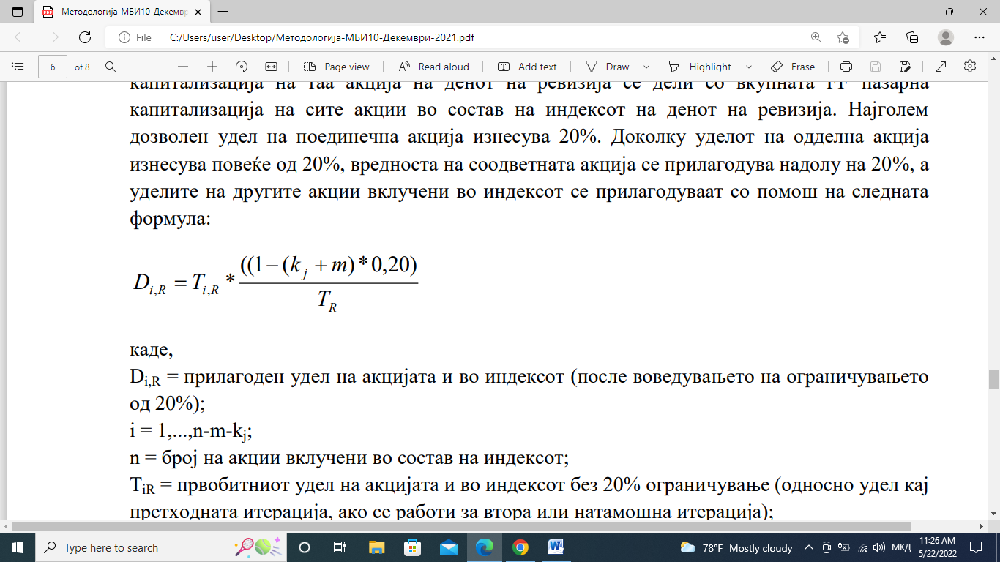 Методологија-МБИ10-Декемвр
File
C:/Users/user/Desktop/Методологија-МБИ10-Декември-2021.pdf
6 of 8 Page view Read aloud Add text Draw Highlight Erase
капитализација на таа акција на денот на ревизија се дели со вкупната FF пазарна
капитализација на сите акции во состав на индексот на денот на ревизија. Најголем
дозволен удел на поединечна акција изнесува 20%. Доколку уделот на одделна акција
изнесува повеќе од 20%, вредноста на соодветната акција се прилагодува надолу на 20%, а
уделите на другите акции вклучени во индексот се прилагодуваат со помош на следната
формула:
D_{i,R} = T_{i,R} * ((1 − (k_j + m) * 0,20) / T_R
каде,
D_{i,R} = прилагоден удел на акцијата и во индексот (после воведувањето на ограничувањето
од 20%);
i = 1,...,n-m-k_j;
n = број на акции вклучени во состав на индексот;
T_{iR} = првобитниот удел на акцијата и во индексот без 20% ограничување (односно удел кај
претходната итерација, ако се работи за втора или натамошна итерација);
Type here to search
78°F Mostly cloudy
МКД
11:26 AM
5/22/2022